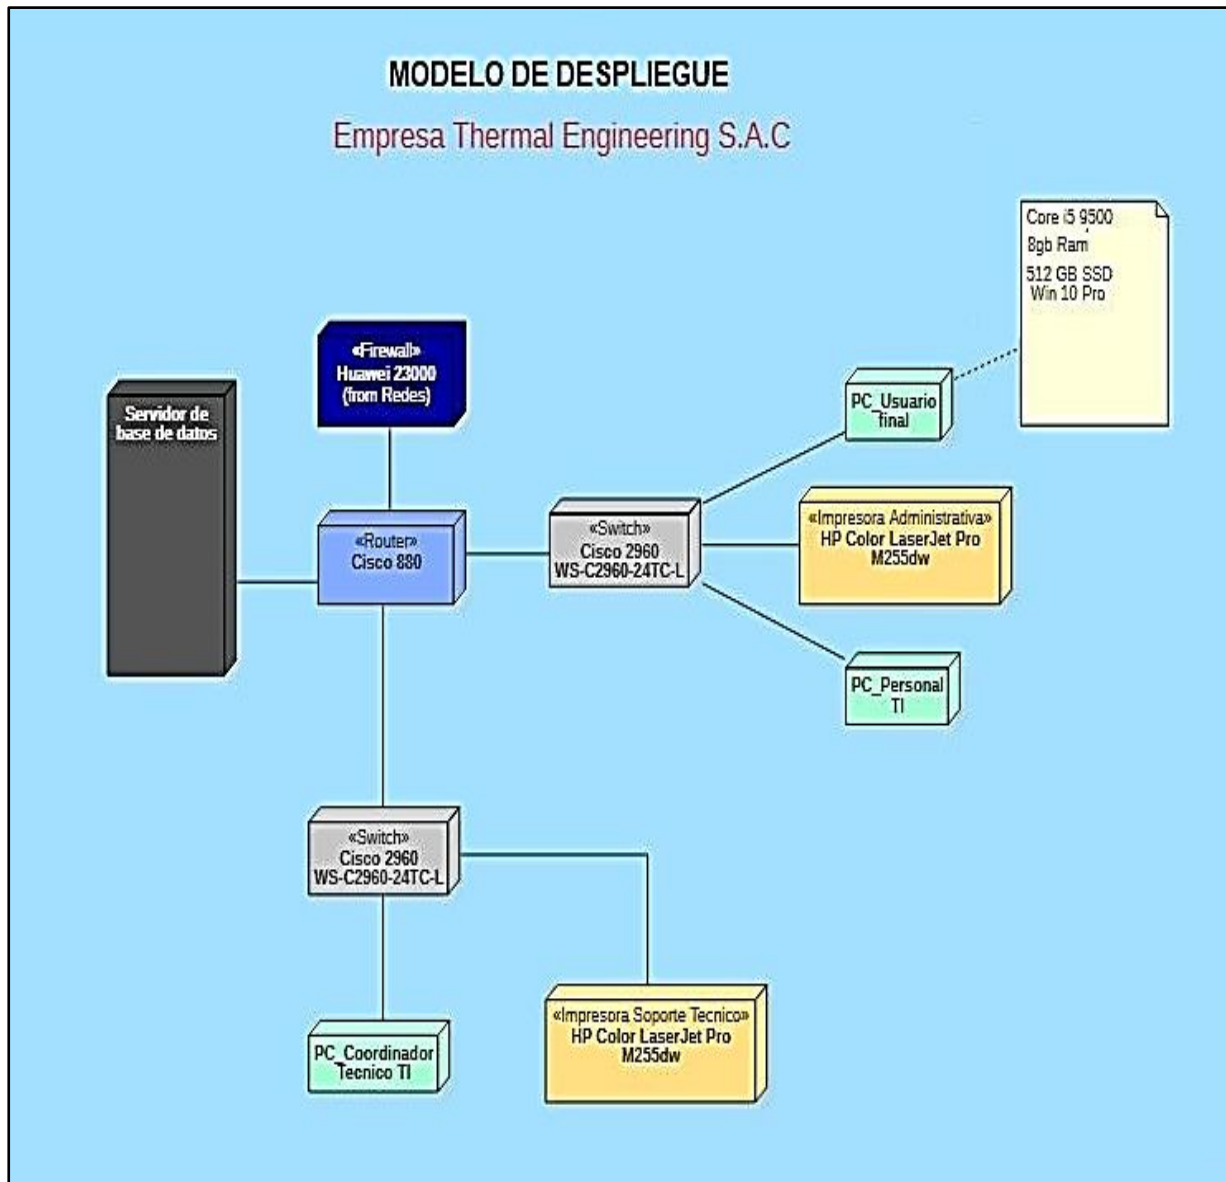 MODELO DE DESPLIEGUE
Empresa Thermal Engineering S.A.C
Core i5 9500
8gb Ram
512 GB SSD
Win 10 Pro
«Firewall»
Huawei 23000
(from Redes)
Servidor de
base de datos
PC_Usuario
final
«Router»
Cisco 880
«Switch»
Cisco 2960
WS-C2960-24TC-L
«Impresora Administrativa»
HP Color LaserJet Pro
M255dw
PC_Personal
TI
«Switch»
Cisco 2960
WS-C2960-24TC-L
«Impresora Soporte Tecnico»
HP Color LaserJet Pro
M255dw
PC_Coordinador
Tecnico TI